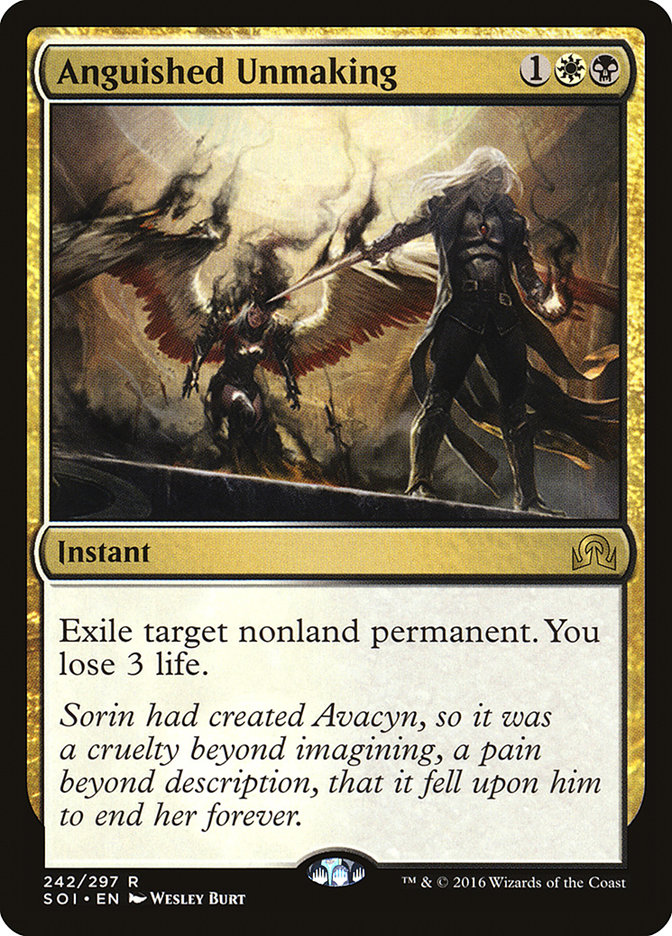 Anguished Unmaking 1
Instant
Exile target nonland permanent. You
lose 3 life.
Sorin had created Avacyn, so it was
a cruelty beyond imagining, a pain
beyond description, that it fell upon him
to end her forever.
242/297 R
SOI • EN Wesley Burt
™ & © 2016 Wizards of the Coast